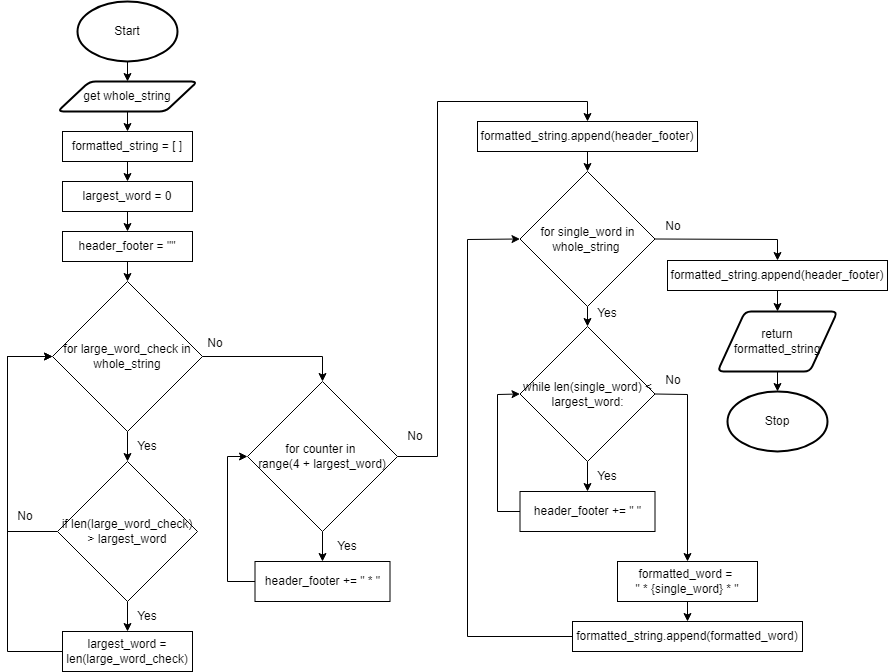 Start
get whole_string
formatted_string = [ ]
largest_word = 0
header_footer = ""
for large_word_check in
whole_string
No
Yes
if len(large_word_check)
> largest_word
No
Yes
largest_word =
len(large_word_check)
for counter in
range(4 + largest_word)
No
Yes
header_footer += " * "
formatted_string.append(header_footer)
for single_word in
whole_string
No
Yes
while len(single_word) <
largest_word:
No
Yes
header_footer += " "
formatted_word =
" * {single_word} * "
formatted_string.append(formatted_word)
formatted_string.append(header_footer)
return
formatted_string
Stop